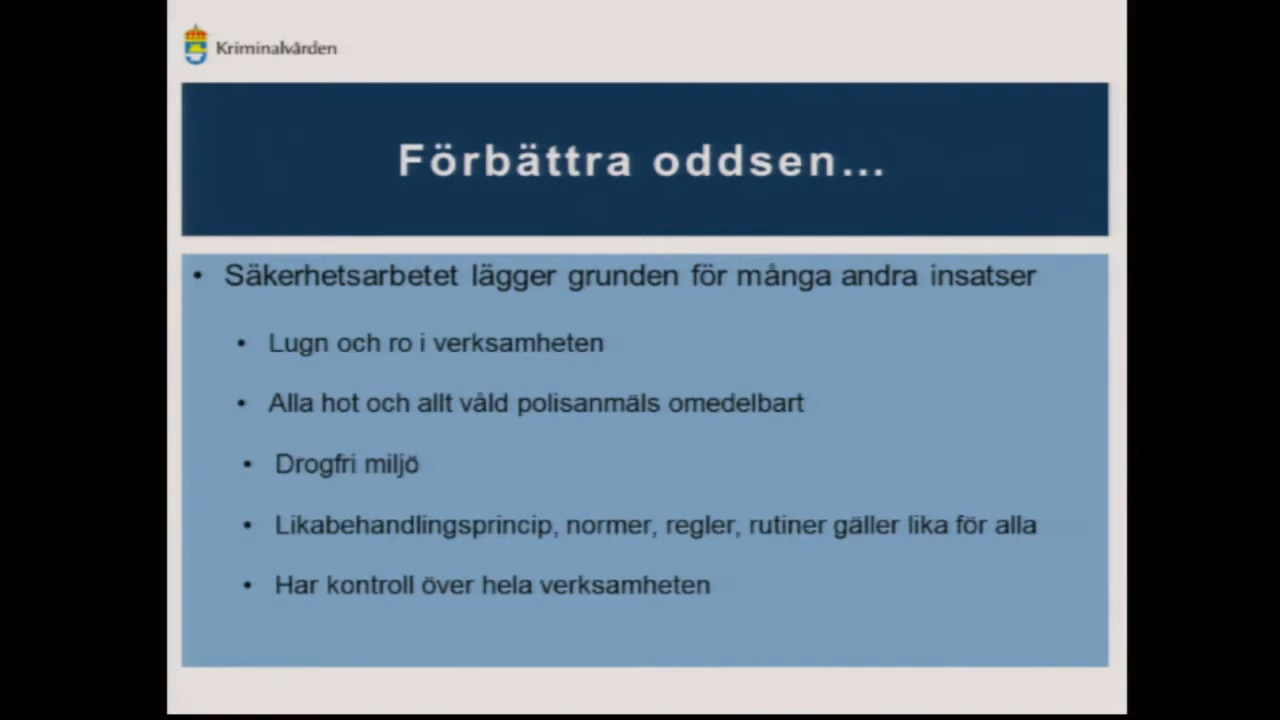 Kriminalvården
Förbättra oddsen...
• Säkerhetsarbetet lägger grunden för många andra insatser
• Lugn och ro i verksamheten
• Alla hot och allt våld polisanmäls omedelbart
• Drogfri miljö
• Likabehandlingsprincip, normer, regler, rutiner gäller lika för alla
• Har kontroll över hela verksamheten